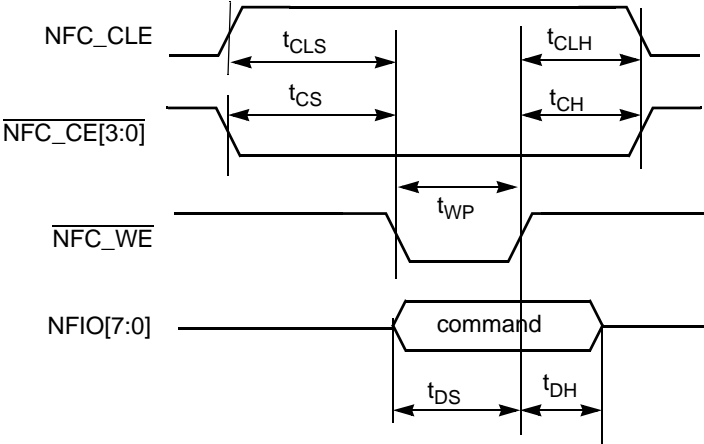 NFC_CLE
tCLS
tCLH
tCS
tCH
NFC_CE[3:0]
tWP
NFC_WE
NFIO[7:0]
command
tDS
tDH